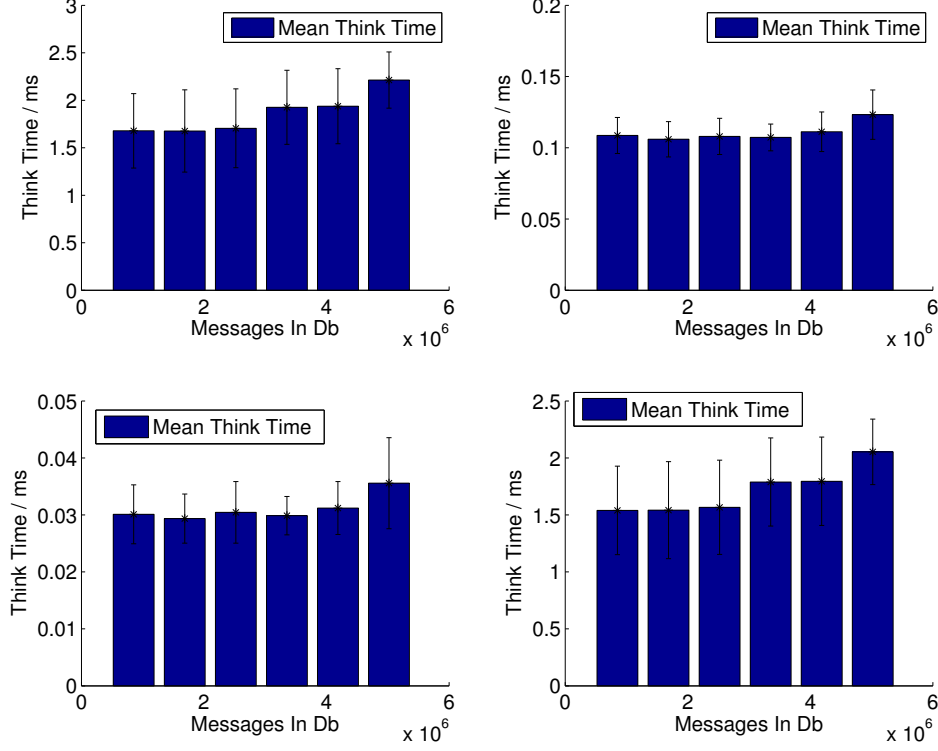 Mean Think Time
Think Time / ms
3
2.5
2
1.5
1
0.5
0
0 2 4 6
Messages In Db
x 10^6
Mean Think Time
Think Time / ms
0.2
0.15
0.1
0.05
0
0 2 4 6
Messages In Db
x 10^6
Mean Think Time
Think Time / ms
0.05
0.04
0.03
0.02
0.01
0
0 2 4 6
Messages In Db
x 10^6
Mean Think Time
Think Time / ms
2.5
2
1.5
1
0.5
0
0 2 4 6
Messages In Db
x 10^6